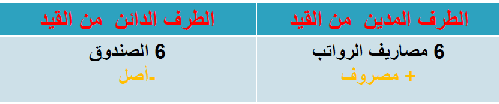 الطرف المدين من القيد
الطرف الدائن من القيد
6 مصاريف الرواتب
+ مصروف
6 الصندوق
-أصل